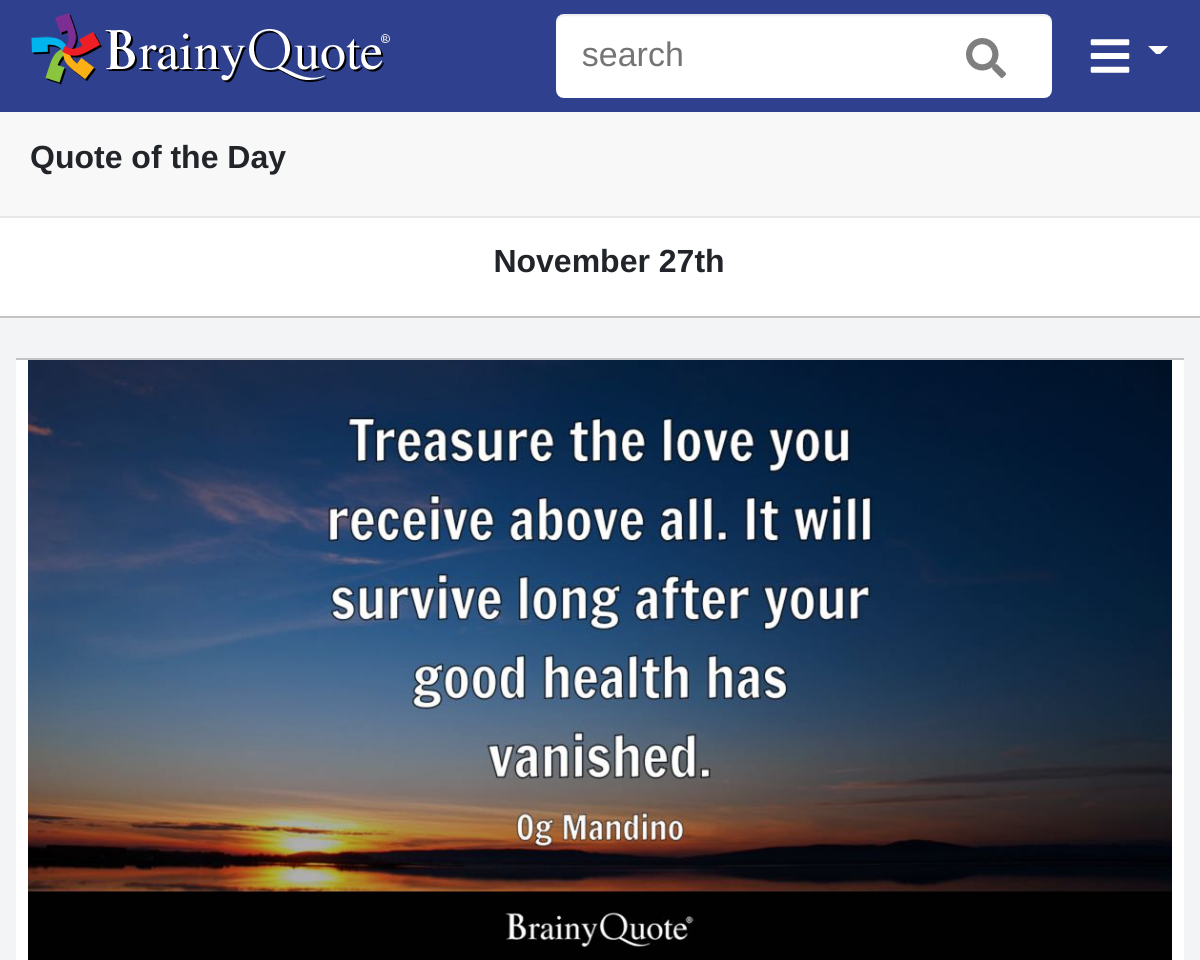 BrainyQuote®
search
Quote of the Day
November 27th
Treasure the love you
receive above all. It will
survive long after your
good health has
vanished.
Og Mandino
BrainyQuote®